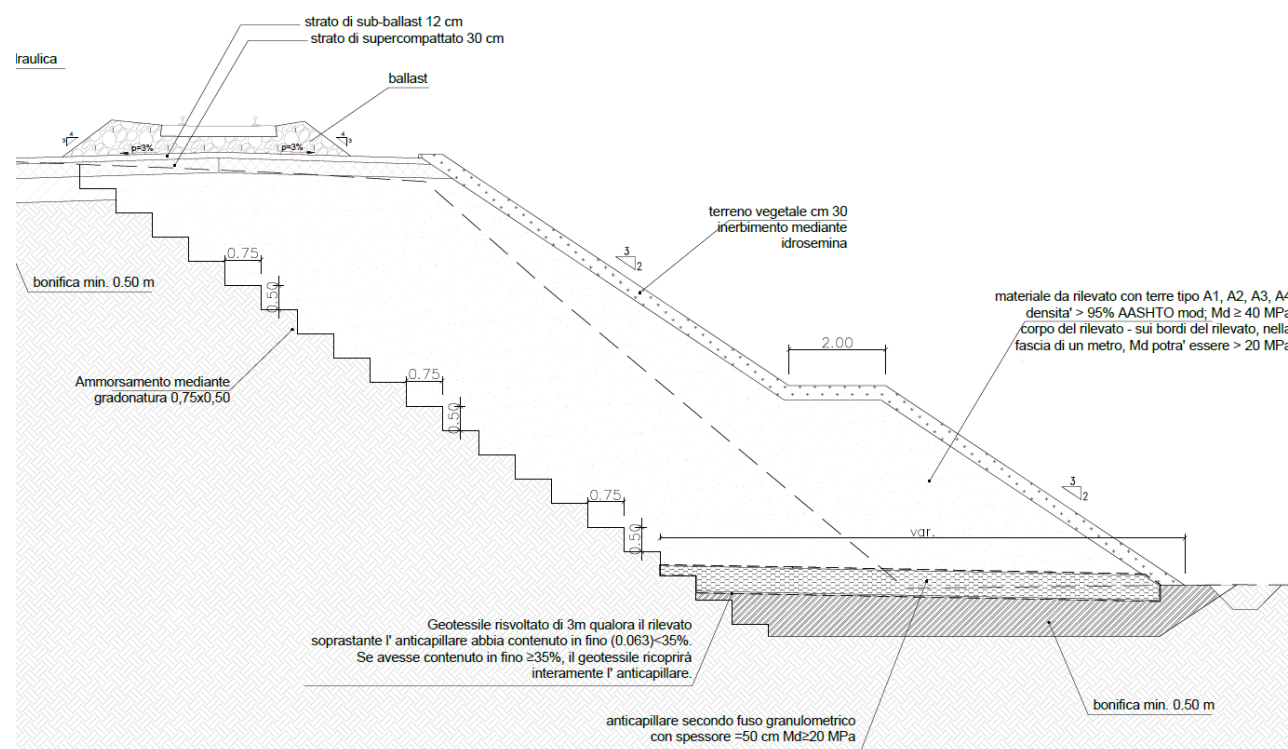 strato di sub-ballast 12 cm
strato di supercompattato 30 cm
raulica
ballast
4
3
p=3%
p=3%
4
3
terreno vegetale cm 30
inerbimento mediante
idrosemina
3
2
0.75
0.50
bonifica min. 0.50 m
materiale da rilevato con terre tipo A1, A2, A3, A4
densita' > 95% AASHTO mod; Md ≥ 40 MPa
corpo del rilevato - sui bordi del rilevato, nella
fascia di un metro, Md potra' essere > 20 MPa
2.00
Ammorsamento mediante
gradonatura 0,75x0,50
0.75
0.50
3
2
0.75
0.50
var.
Geotessile risvoltato di 3m qualora il rilevato
soprastante l' anticapillare abbia contenuto in fino (0.063)<35%.
Se avesse contenuto in fino ≥35%, il geotessile ricoprirà
interamente l' anticapillare.
bonifica min. 0.50 m
anticapillare secondo fuso granulometrico
con spessore =50 cm Md≥20 MPa